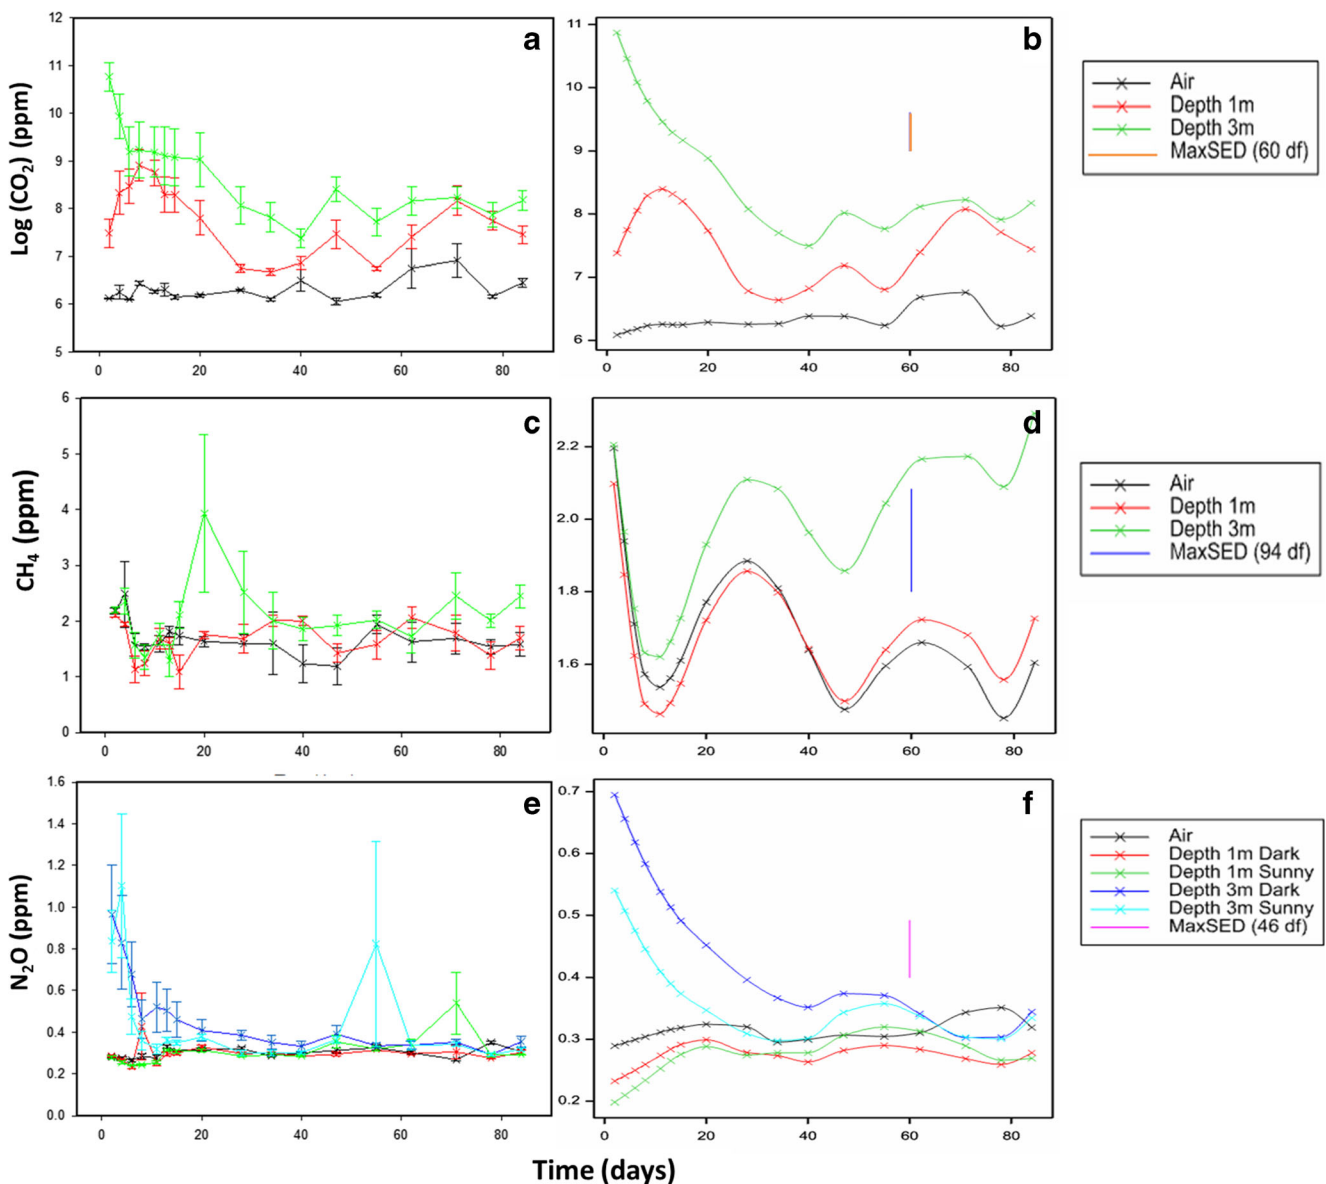 a
12
11
10
9
8
7
6
5
Log (CO2) (ppm)
0 20 40 60 80
b
11
10
9
8
7
6
0 20 40 60 80
Air
Depth 1m
Depth 3m
MaxSED (60 df)
c
6
5
4
3
2
1
0
CH4 (ppm)
0 20 40 60 80
d
2.2
2.0
1.8
1.6
0 20 40 60 80
Air
Depth 1m
Depth 3m
MaxSED (94 df)
e
1.6
1.4
1.2
1.0
0.8
0.6
0.4
0.2
0.0
N2O (ppm)
0 20 40 60 80
f
0.7
0.6
0.5
0.4
0.3
0.2
0 20 40 60 80
Air
Depth 1m Dark
Depth 1m Sunny
Depth 3m Dark
Depth 3m Sunny
MaxSED (46 df)
Time (days)